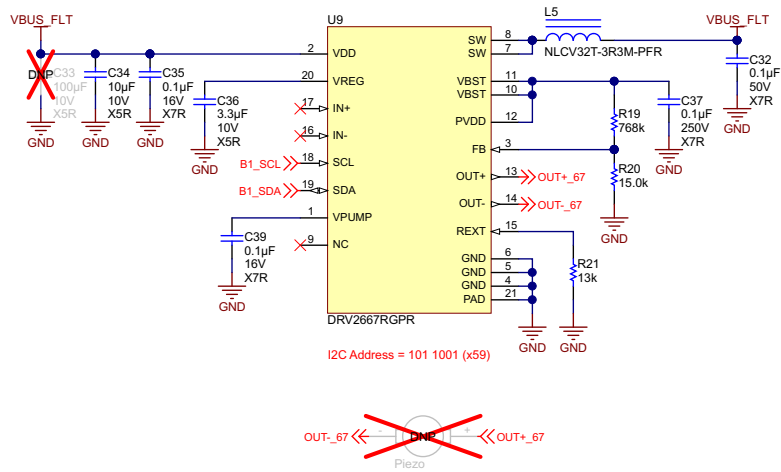 VBUS_FLT
U9
L5
VBUS_FLT
NLCV32T-3R3M-PFR
DNP
C33
100µF
10V
X5R
GND
C34
10µF
10V
X5R
GND
C35
0.1µF
16V
X7R
GND
C36
3.3µF
10V
X5R
GND
2 VDD
20 VREG
17 IN+
16 IN-
B1_SCL 18 SCL
B1_SDA 19 SDA
1 VPUMP
9 NC
C39
0.1µF
16V
X7R
GND
SW 8
SW 7
VBST 11
VBST 10
PVDD 12
FB 3
OUT+ 13 OUT+_67
OUT- 14 OUT-_67
REXT 15
GND 6
GND 5
GND 4
PAD 21
GND
R19
768k
R20
15.0k
GND
R21
13k
GND
C37
0.1µF
250V
X7R
GND
C32
0.1µF
50V
X7R
GND
DRV2667RGPR
I2C Address = 101 1001 (x59)
OUT-_67 - DNP + OUT+_67
Piezo